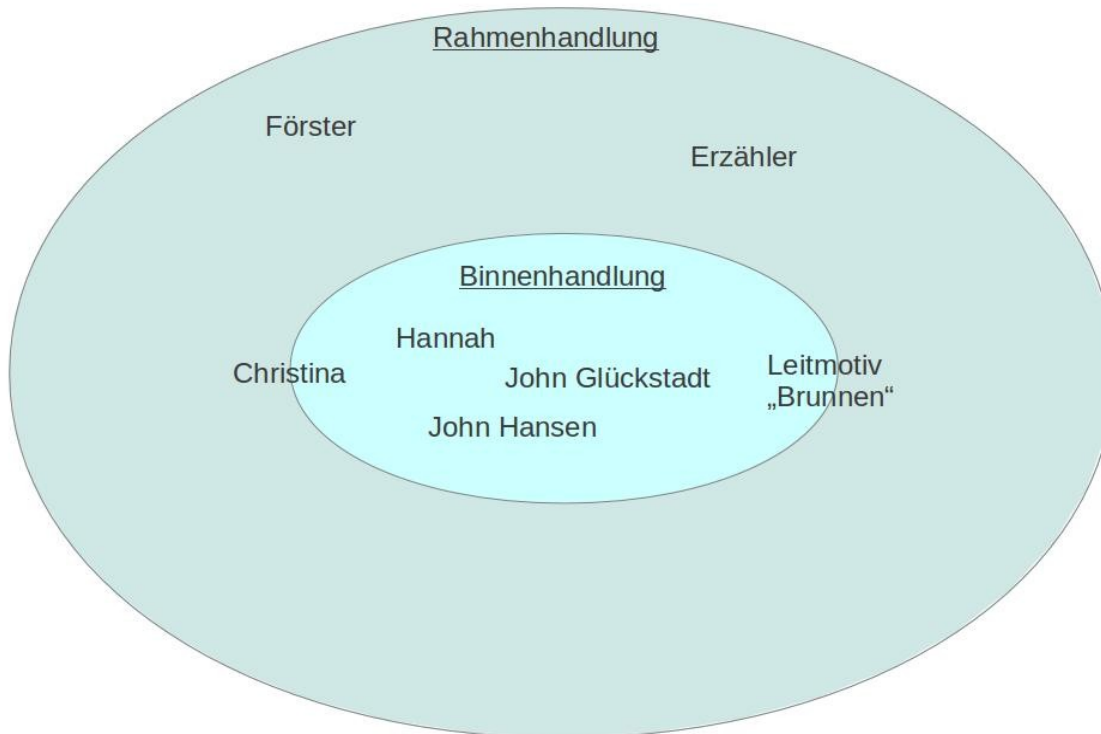 Rahmenhandlung
Förster
Erzähler
Binnenhandlung
Hannah
Christina
John Glückstadt
Leitmotiv
„Brunnen“
John Hansen